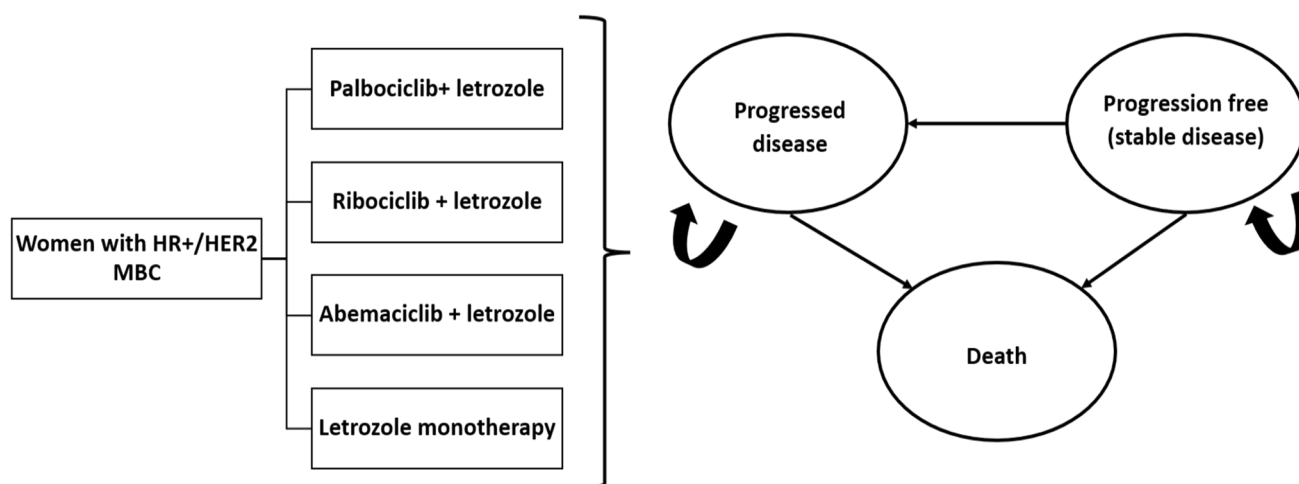 Women with HR+/HER2
MBC
Palbociclib+ letrozole
Ribociclib + letrozole
Abemaciclib + letrozole
Letrozole monotherapy
Progressed
disease
Progression free
(stable disease)
Death